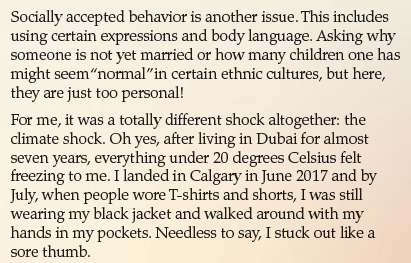 Socially accepted behavior is another issue. This includes
using certain expressions and body language. Asking why
someone is not yet married or how many children one has
might seem“normal”in certain ethnic cultures, but here,
they are just too personal!
For me, it was a totally different shock altogether: the
climate shock. Oh yes, after living in Dubai for almost
seven years, everything under 20 degrees Celsius felt
freezing to me. I landed in Calgary in June 2017 and by
July, when people wore T-shirts and shorts, I was still
wearing my black jacket and walked around with my
hands in my pockets. Needless to say, I stuck out like a
sore thumb.